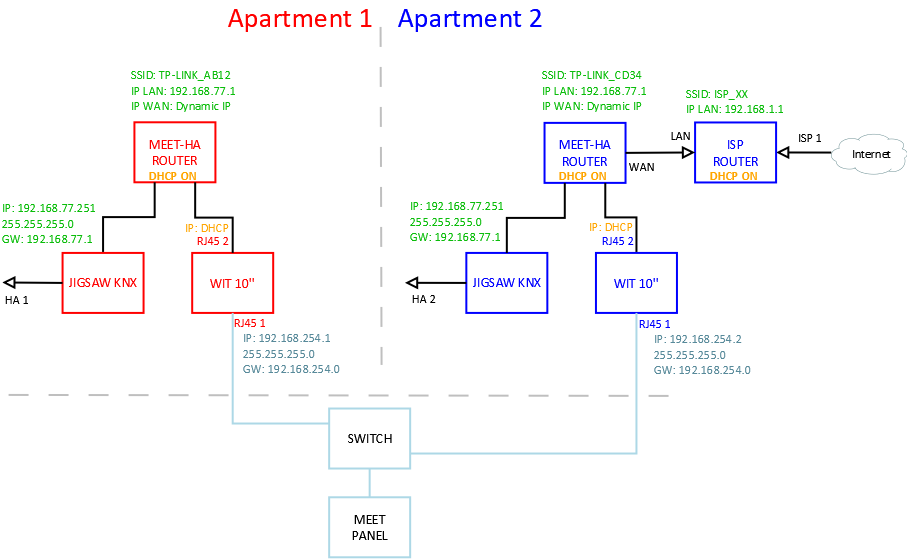 Apartment 1
Apartment 2
SSID: TP-LINK_AB12
IP LAN: 192.168.77.1
IP WAN: Dynamic IP
MEET-HA
ROUTER
DHCP ON
IP: 192.168.77.251
255.255.255.0
GW: 192.168.77.1
IP: DHCP
RJ45 2
JIGSAW KNX
WIT 10"
HA 1
RJ45 1
IP: 192.168.254.1
255.255.255.0
GW: 192.168.254.0
SSID: TP-LINK_CD34
IP LAN: 192.168.77.1
IP WAN: Dynamic IP
MEET-HA
ROUTER
DHCP ON
LAN
WAN
SSID: ISP_XX
IP LAN: 192.168.1.1
ISP
ROUTER
DHCP ON
ISP 1
Internet
IP: 192.168.77.251
255.255.255.0
GW: 192.168.77.1
IP: DHCP
RJ45 2
JIGSAW KNX
WIT 10"
HA 2
RJ45 1
IP: 192.168.254.2
255.255.255.0
GW: 192.168.254.0
SWITCH
MEET
PANEL